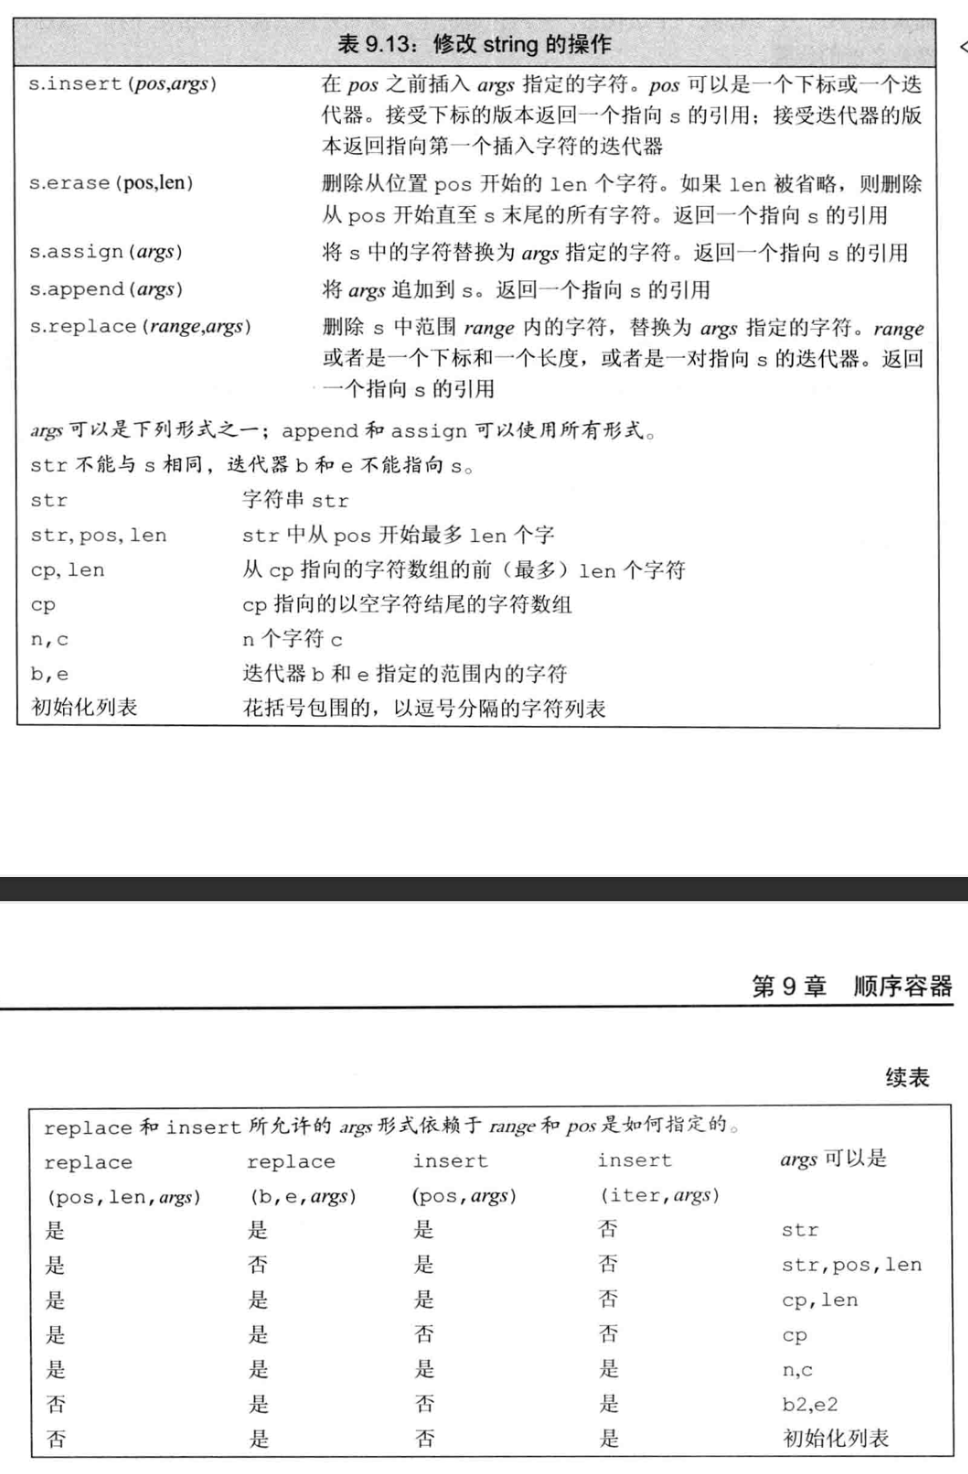 表 9.13：修改 string 的操作
s.insert(pos,args) 在 pos 之前插入 args 指定的字符。pos 可以是一个下标或一个迭
代器。接受下标的版本返回一个指向 s 的引用；接受迭代器的版
本返回指向第一个插入字符的迭代器
s.erase(pos,len) 删除从位置 pos 开始的 len 个字符。如果 len 被省略，则删除
从 pos 开始直至 s 末尾的所有字符。返回一个指向 s 的引用
s.assign(args) 将 s 中的字符替换为 args 指定的字符。返回一个指向 s 的引用
s.append(args) 将 args 追加到 s。返回一个指向 s 的引用
s.replace(range,args) 删除 s 中范围 range 内的字符，替换为 args 指定的字符。range
或者是一个下标和一个长度，或者是一对指向 s 的迭代器。返回
一个指向 s 的引用
args 可以是下列形式之一；append 和 assign 可以使用所有形式。
str 不能与 s 相同，迭代器 b 和 e 不能指向 s。
str 字符串 str
str,pos,len str 中从 pos 开始最多 len 个字
cp,len 从 cp 指向的字符数组的前（最多）len 个字符
cp cp 指向的以空字符结尾的字符数组
n,c n 个字符 c
b,e 迭代器 b 和 e 指定的范围内的字符
初始化列表 花括号包围的，以逗号分隔的字符列表
第 9 章 顺序容器
续表
replace 和 insert 所允许的 args 形式依赖于 range 和 pos 是如何指定的。
replace replace insert insert args 可以是
(pos,len,args) (b,e,args) (pos,args) (iter,args)
是 是 是 否 str
是 否 是 否 str,pos,len
是 是 是 否 cp,len
是 是 否 否 cp
是 是 是 是 n,c
否 是 否 是 b2,e2
否 是 否 是 初始化列表